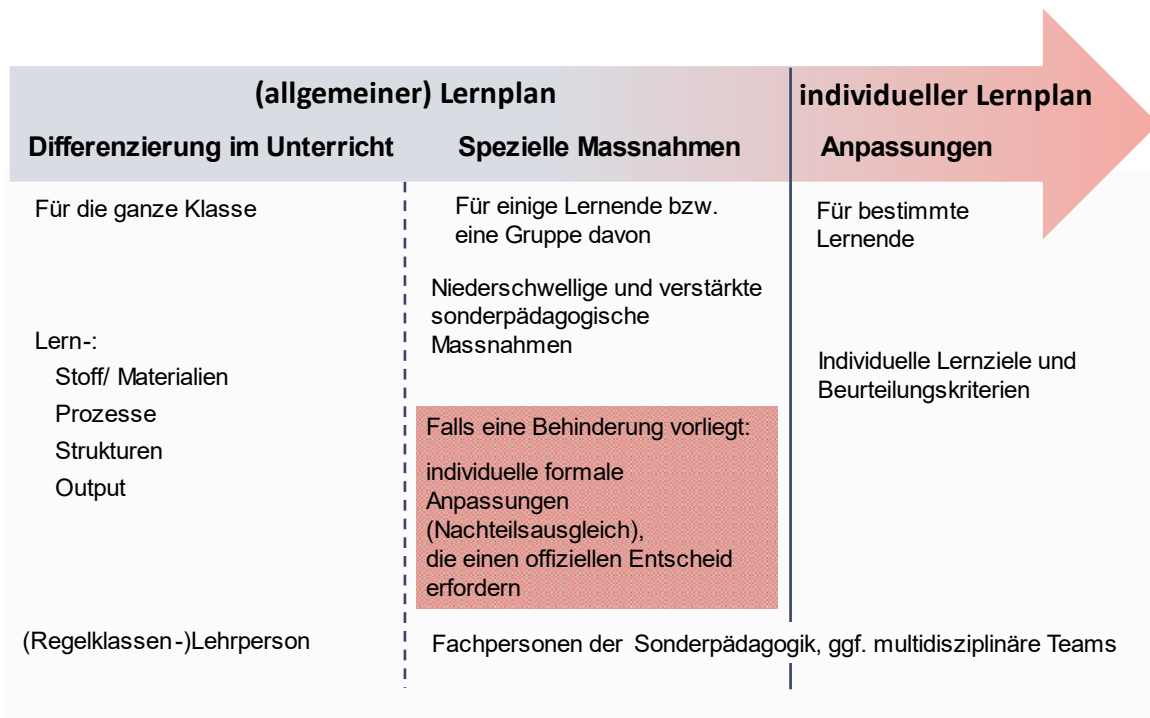 (allgemeiner) Lernplan
individueller Lernplan
Differenzierung im Unterricht
Spezielle Massnahmen
Anpassungen
Für die ganze Klasse
Lern-:
Stoff/ Materialien
Prozesse
Strukturen
Output
(Regelklassen-)Lehrperson
Für einige Lernende bzw.
eine Gruppe davon
Niederschwellige und verstärkte
sonderpädagogische
Massnahmen
Falls eine Behinderung vorliegt:
individuelle formale
Anpassungen
(Nachteilsausgleich),
die einen offiziellen Entscheid
erfordern
Für bestimmte
Lernende
Individuelle Lernziele und
Beurteilungskriterien
Fachpersonen der Sonderpädagogik, ggf. multidisziplinäre Teams